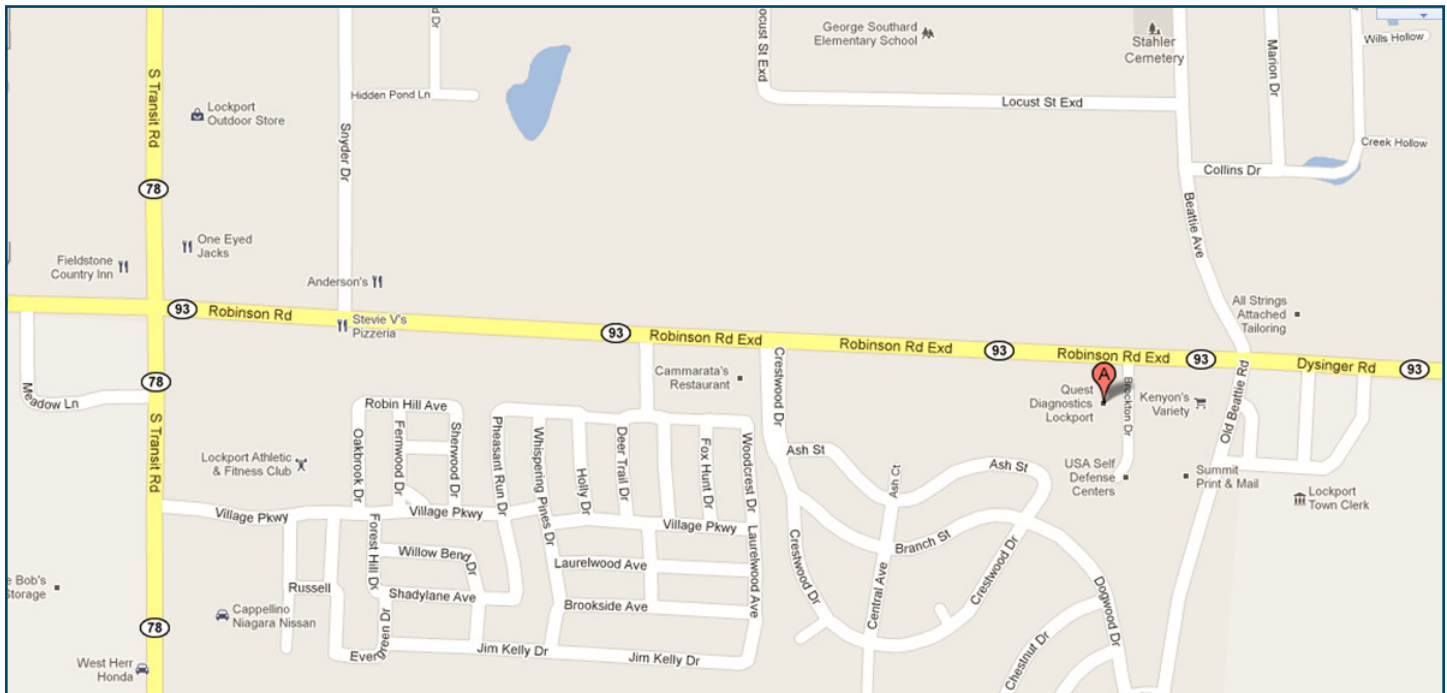 d Dr
Locust St Exd
George Southard
Elementary School
Stahler
Cemetery
Marion Dr
Wills Hollow
S Transit Rd
Hidden Pond Ln
Locust St Exd
Lockport
Outdoor Store
Snyder Dr
Creek Hollow
Collins Dr
78
Beattie Ave
One Eyed
Jacks
Fieldstone
Country Inn
Anderson's
93
Robinson Rd
Stevie V's
Pizzeria
93
Robinson Rd Exd
Robinson Rd Exd
93
Robinson Rd Exd
93
All Strings
Attached
Tailoring
Dysinger Rd
93
Meadow Ln
78
Cammarata's
Restaurant
Crestwood Dr
A
Quest
Diagnostics
Lockport
Brockton Dr
Kenyon's
Variety
Old Beattie Rd
Robin Hill Ave
S Transit Rd
Oakbrook Dr
Fernwood Dr
Sherwood Dr
Pheasant Run Dr
Whispering Pines Dr
Holly Dr
Deer Trail Dr
Fox Hunt Dr
Woodcrest Dr
Ash St
Ash Ct
Ash St
USA Self
Defense
Centers
Summit
Print & Mail
Lockport
Town Clerk
Lockport Athletic
& Fitness Club
Village Pkwy
Village Pkwy
Village Pkwy
Forest Hill Dr
Willow Bend Dr
Laurelwood Ave
Laurelwood Ave
Crestwood Dr
Branch St
Crestwood Dr
Central Ave
Dogwood Dr
e Bob's
Storage
Russell
Shadylane Ave
Brookside Ave
Cappellino
Niagara Nissan
78
Evergreen Dr
Jim Kelly Dr
Jim Kelly Dr
Chestnut Dr
West Herr
Honda